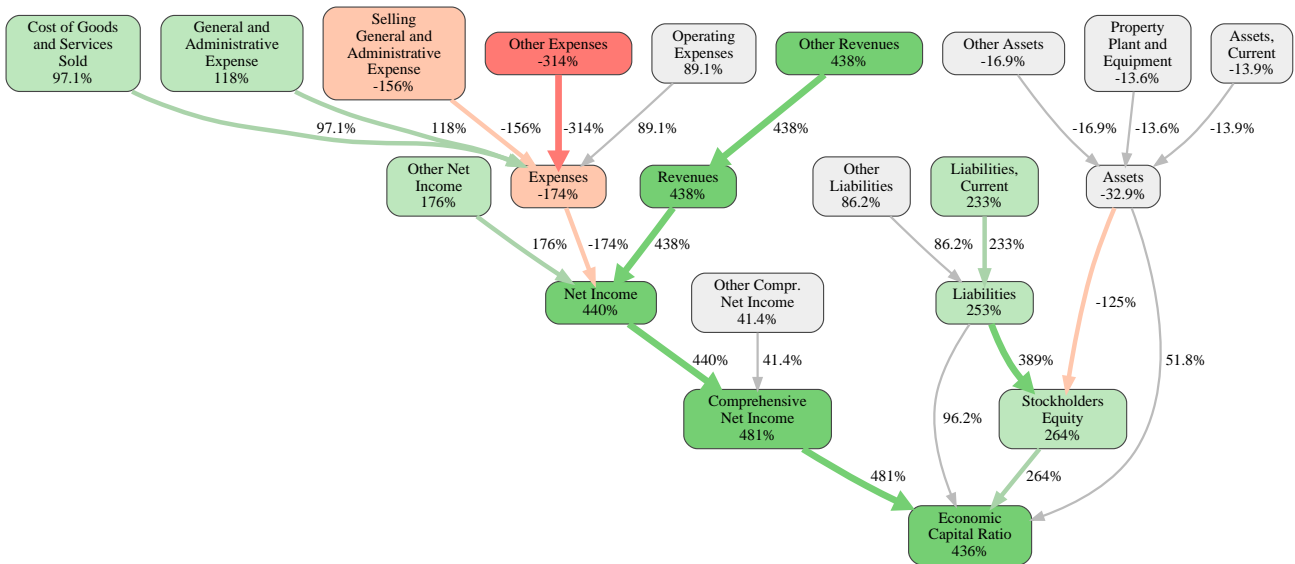 Cost of Goods
and Services
Sold
97.1%
General and
Administrative
Expense
118%
Selling
General and
Administrative
Expense
-156%
Other Expenses
-314%
Operating
Expenses
89.1%
Other Revenues
438%
Other Assets
-16.9%
Property
Plant and
Equipment
-13.6%
Assets,
Current
-13.9%
97.1%
118%
-156%
-314%
89.1%
438%
-16.9%
-13.6%
-13.9%
Other Net
Income
176%
Expenses
-174%
Revenues
438%
Other
Liabilities
86.2%
Liabilities,
Current
233%
Assets
-32.9%
176%
-174%
438%
86.2%
233%
Net Income
440%
Other Compr.
Net Income
41.4%
Liabilities
253%
-125%
440%
41.4%
389%
51.8%
Comprehensive
Net Income
481%
96.2%
Stockholders
Equity
264%
481%
264%
Economic
Capital Ratio
436%